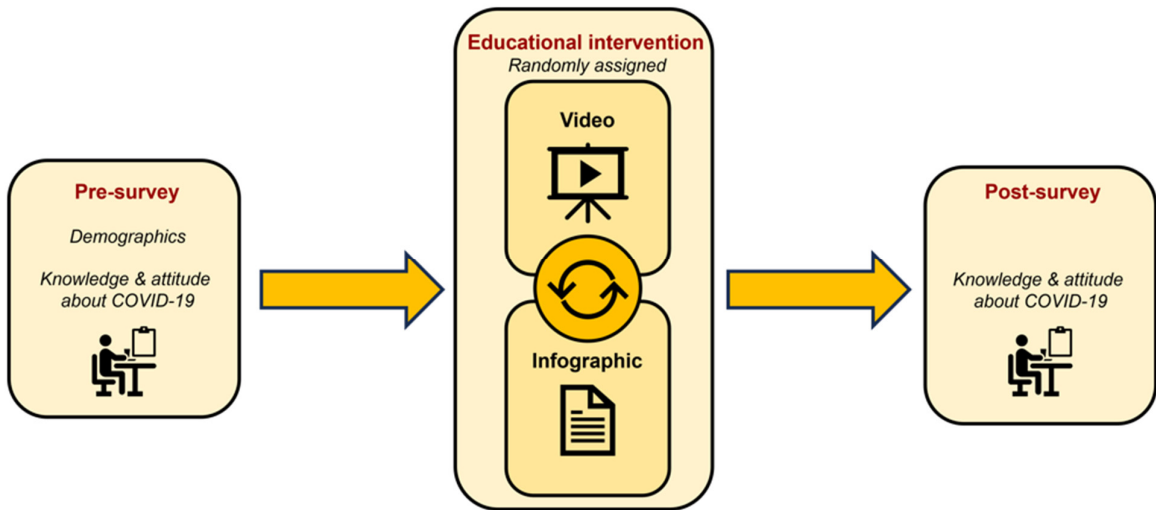 Pre-survey
Demographics
Knowledge & attitude
about COVID-19
Educational intervention
Randomly assigned
Video
Infographic
Post-survey
Knowledge & attitude
about COVID-19